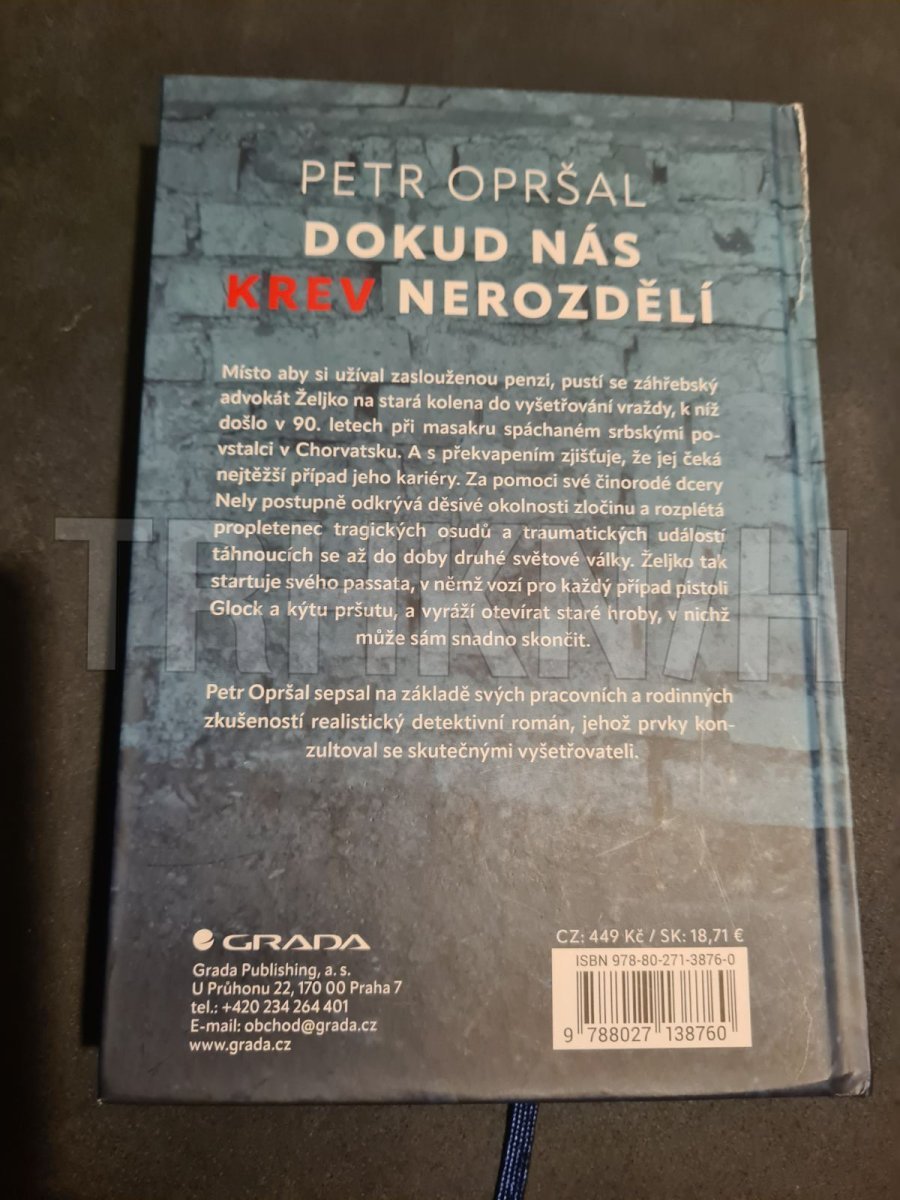 PETR OPRŠAL
DOKUD NÁS
KREV NEROZDĚLÍ
Místo aby si užíval zaslouženou penzi, pustí se záhřebský
advokát Željko na stará kolena do vyšetřování vraždy, k níž
došlo v 90. letech při masakru spáchaném srbskými po-
vstalci v Chorvatsku. A s překvapením zjišťuje, že jej čeká
nejtěžší případ jeho kariéry. Za pomoci své činorodé dcery
Nely postupně odkrývá děsivé okolnosti zločinu a rozplétá
propletenec tragických osudů a traumatických událostí
táhnoucích se až do doby druhé světové války. Željko tak
startuje svého passata, v němž vozí pro každý případ pistoli
Glock a kýtu pršutu, a vyráží otevírat staré hroby, v nichž
může sám snadno skončit.
Petr Opršal sepsal na základě svých pracovních a rodinných
zkušeností realistický detektivní román, jehož prvky kon-
zultoval se skutečnými vyšetřovateli.
GRADA
Grada Publishing, a. s.
U Průhonu 22, 170 00 Praha 7
tel.: +420 234 264 401
E-mail: obchod@grada.cz
www.grada.cz
CZ: 449 Kč / SK: 18,71 €
ISBN 978-80-271-3876-0
9 788027 138760